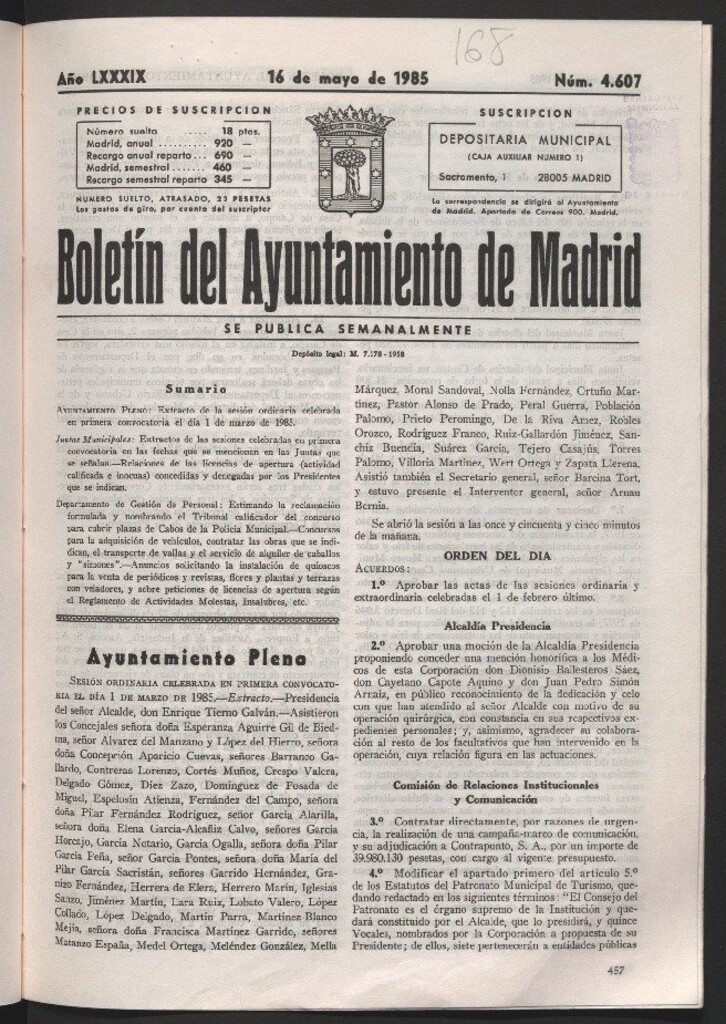 168
Año LXXXIX
16 de mayo de 1985
Núm. 4.607
PRECIOS DE SUSCRIPCION
Número suelto ..... 18 ptas.
Madrid, anual .......... 920 —
Recargo anual reparto... 690 —
Madrid, semestral ....... 460 —
Recargo semestral reparto 345 —
NUMERO SUELTO, ATRASADO, 25 PESETAS
Los gastos de giro, por cuenta del suscriptor
SUSCRIPCION
DEPOSITARIA MUNICIPAL
(CAJA AUXILIAR NUMERO 1)
Sacramento, 1 28005 MADRID
La correspondencia se dirigirá al Ayuntamiento
de Madrid. Apartado de Correos 900. Madrid.
Boletín del Ayuntamiento de Madrid
SE PUBLICA SEMANALMENTE
Depósito legal: M. 7.178 - 1958
Sumario
AYUNTAMIENTO PLENO: Extracto de la sesión ordinaria celebrada
en primera convocatoria el día 1 de marzo de 1985.
Juntas Municipales: Extractos de las sesiones celebradas en primera
convocatoria en las fechas que se mencionan en las Juntas que
se señalan.—Relaciones de las licencias de apertura (actividad
calificada e inocuas) concedidas y denegadas por los Presidentes
que se indican.
Departamento de Gestión de Personal: Estimando la reclamación
formulada y nombrando el Tribunal calificador del concurso
para cubrir plazas de Cabos de la Policía Municipal.—Concursos
para la adquisición de vehículos, contratar las obras que se indi-
dican, el transporte de vallas y el servicio de alquiler de caballos
y "simones".—Anuncios solicitando la instalación de quioscos
para la venta de periódicos y revistas, flores y plantas y terrazas
con veladores, y sobre peticiones de licencias de apertura según
el Reglamento de Actividades Molestas, Insalubres, etc.
Ayuntamiento Pleno
SESIÓN ORDINARIA CELEBRADA EN PRIMERA CONVOCATO-
RIA EL DÍA 1 DE MARZO DE 1985.—Extracto.—Presidencia
del señor Alcalde, don Enrique Tierno Galván.—Asistieron
los Concejales señora doña Esperanza Aguirre Gil de Bied-
ma, señor Alvarez del Manzano y López del Hierro, señora
doña Concepción Aparicio Cuevas, señores Barranco Ga-
llardo, Contreras Lorenzo, Cortés Muñoz, Crespo Valera,
Delgado Gómez, Díez Zazo, Domínguez de Posada de
Miguel, Espelosín Atienza, Fernández del Campo, señora
doña Pilar Fernández Rodríguez, señor García Alarilla,
señora doña Elena García-Alcañiz Calvo, señores García
Horcajo, García Notario, García Ogalla, señora doña Pilar
García Peña, señor García Pontes, señora doña María del
Pilar García Sacristán, señores Garrido Hernández, Gra-
nizo Fernández, Herrera de Elera, Herrero Marín, Iglesias
Sanzo, Jiménez Martín, Lara Ruiz, Lobato Valero, López
Collado, López Delgado, Martín Parra, Martínez Blanco
Mejía, señora doña Francisca Martínez Garrido, señores
Matanzo España, Medel Ortega, Meléndez González, Mella
Márquez, Moral Sandoval, Nolla Fernández, Ortuño Mar-
tínez, Pastor Alonso de Prado, Peral Guerra, Población
Palomo, Prieto Peromingo, De la Riva Amez, Robles
Orozco, Rodríguez Franco, Ruiz-Gallardón Jiménez, San-
chiz Buencia, Suárez García, Tejero Casajús, Torres
Palomo, Villoria Martínez, Wert Ortega y Zapata Llerena.
Asistió también el Secretario general, señor Barcina Tort,
y estuvo presente el Interventor general, señor Arnau
Bernia.
Se abrió la sesión a las once y cincuenta y cinco minutos
de la mañana.
ORDEN DEL DIA
ACUERDOS:
1.º Aprobar las actas de las sesiones ordinaria y
extraordinaria celebradas el 1 de febrero último.
Alcaldía Presidencia
2.º Aprobar una moción de la Alcaldía Presidencia
proponiendo conceder una mención honorífica a los Médi-
cos de esta Corporación don Dionisio Ballesteros Sáez,
don Cayetano Capote Aquino y don Juan Pedro Simón
Arraiz, en público reconocimiento de la dedicación y celo
con que han atendido al señor Alcalde con motivo de su
operación quirúrgica, con constancia en sus respectivos ex-
pedientes personales; y, asimismo, agradecer su colabora-
ción al resto de los facultativos que han intervenido en la
operación, cuya relación figura en las actuaciones.
Comisión de Relaciones Institucionales
y Comunicación
3.º Contratar directamente, por razones de urgen-
cia, la realización de una campaña-marco de comunicación,
y su adjudicación a Contrapunto, S. A., por un importe de
39.980.130 pesetas, con cargo al vigente presupuesto.
4.º Modificar el apartado primero del artículo 5.º
de los Estatutos del Patronato Municipal de Turismo, que-
dando redactado en los siguientes términos: "El Consejo del
Patronato es el órgano supremo de la Institución y que-
dará constituido por el Alcalde, que lo presidirá, y quince
Vocales, nombrados por la Corporación a propuesta de su
Presidente; de ellos, siete pertenecerán a entidades públicas
457